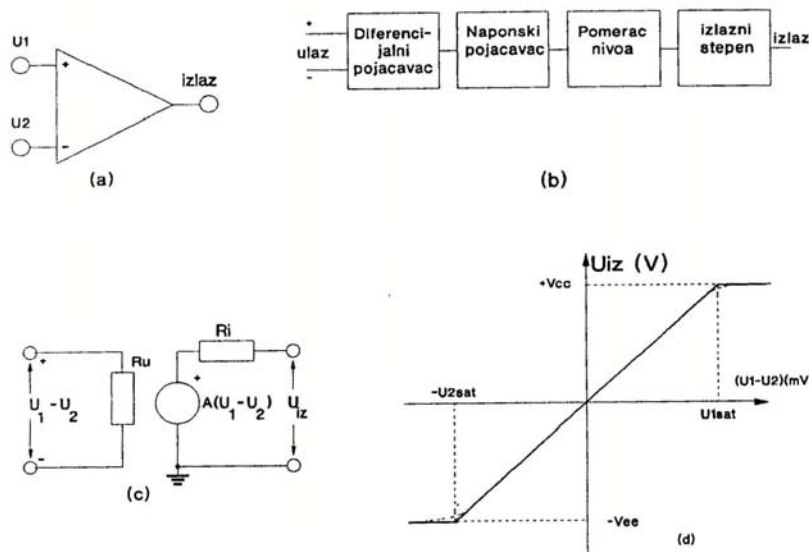 U1
+
izlaz
U2
-
(a)
+
ulaz
-
Diferenci-
jalni
pojacavac
Naponski
pojacavac
Pomerac
nivoa
izlazni
stepen
izlaz
(b)
+
U1 - U2
-
Ru
Ri
+
A(U1 - U2)
Uiz
(c)
Uiz (V)
+Vcc
-U2sat
(U1-U2)(mV
U1sat
-Vee
(d)